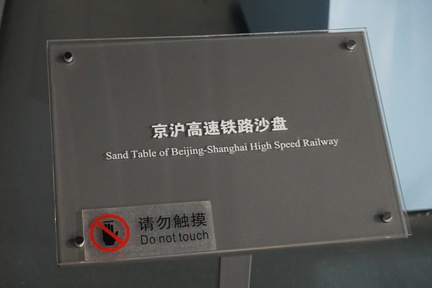 京沪高速铁路沙盘
Sand Table of Beijing-Shanghai High Speed Railway
请勿触摸
Do not touch